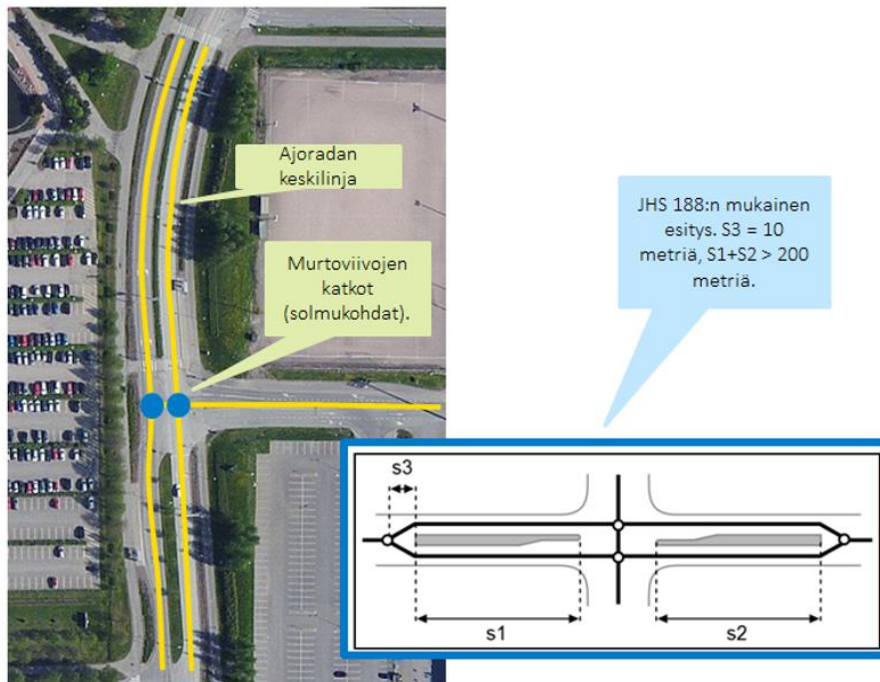 Ajoradan
keskilinja
Murtoviivojen
katkot
(solmukohdat).
JHS 188:n mukainen
esitys. S3 = 10
metriä, S1+S2 > 200
metriä.
s3
s1
s2